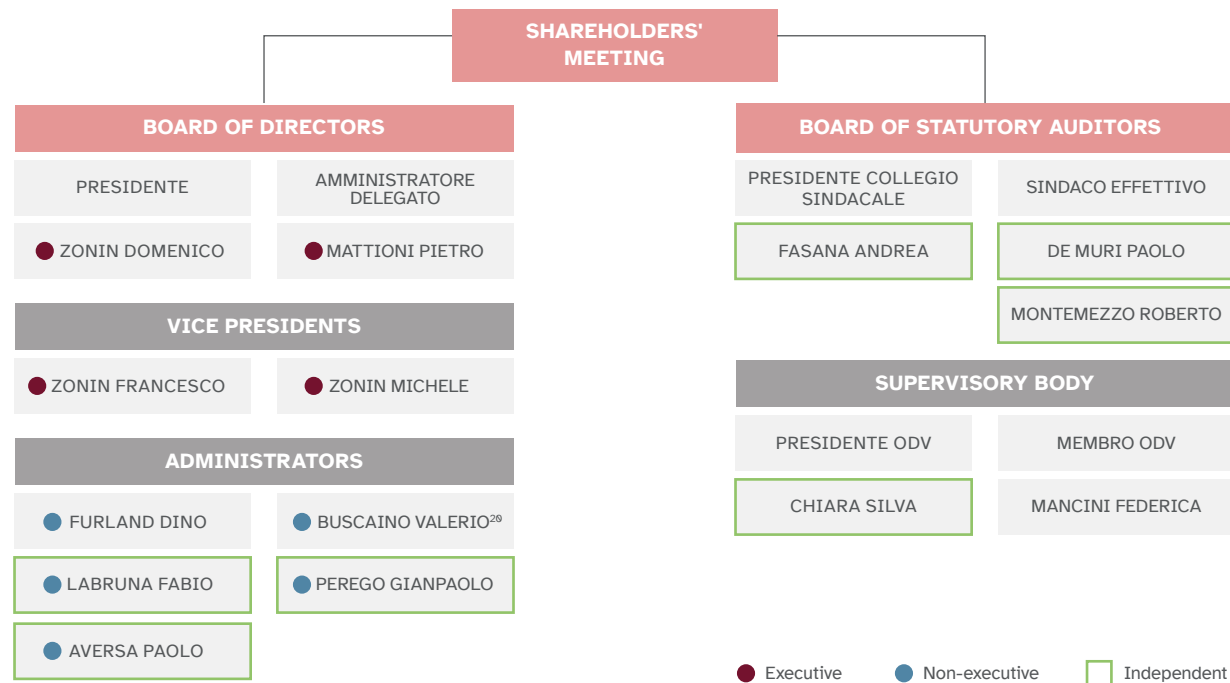 SHAREHOLDERS'
MEETING
BOARD OF DIRECTORS
PRESIDENTE
AMMINISTRATORE
DELEGATO
ZONIN DOMENICO
MATTIONI PIETRO
VICE PRESIDENTS
ZONIN FRANCESCO
ZONIN MICHELE
ADMINISTRATORS
FURLAND DINO
BUSCAINO VALERIO²⁰
LABRUNA FABIO
PEREGO GIANPAOLO
AVERSA PAOLO
BOARD OF STATUTORY AUDITORS
PRESIDENTE COLLEGIO
SINDACALE
SINDACO EFFETTIVO
FASANA ANDREA
DE MURI PAOLO
MONTEMEZZO ROBERTO
SUPERVISORY BODY
PRESIDENTE ODV
MEMBRO ODV
CHIARA SILVA
MANCINI FEDERICA
Executive
Non-executive
Independent